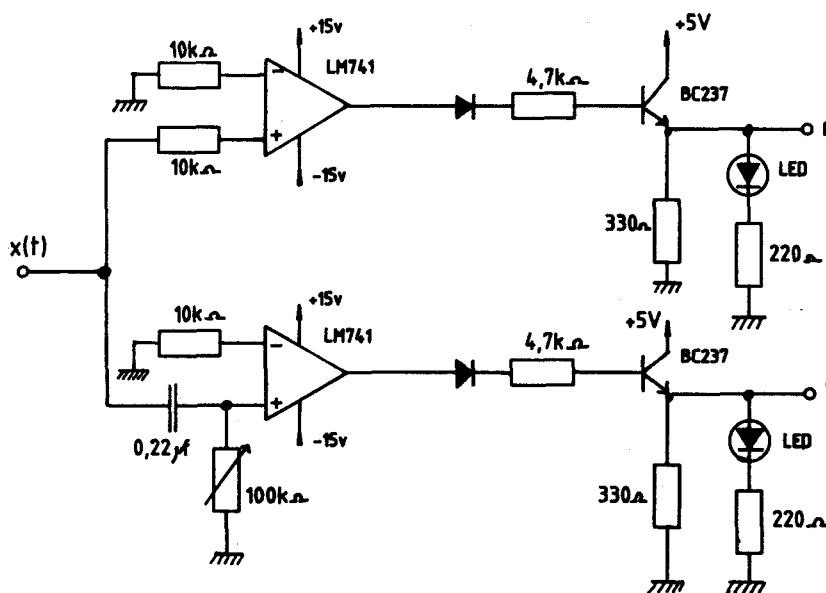 +15v
+5V
10kΩ
LM741
4,7kΩ
BC237
-
+
10kΩ
-15v
LED
330Ω
220Ω
x(t)
+15v
+5V
10kΩ
LM741
4,7kΩ
BC237
-
+
0,22µf
-15v
LED
100kΩ
330Ω
220Ω